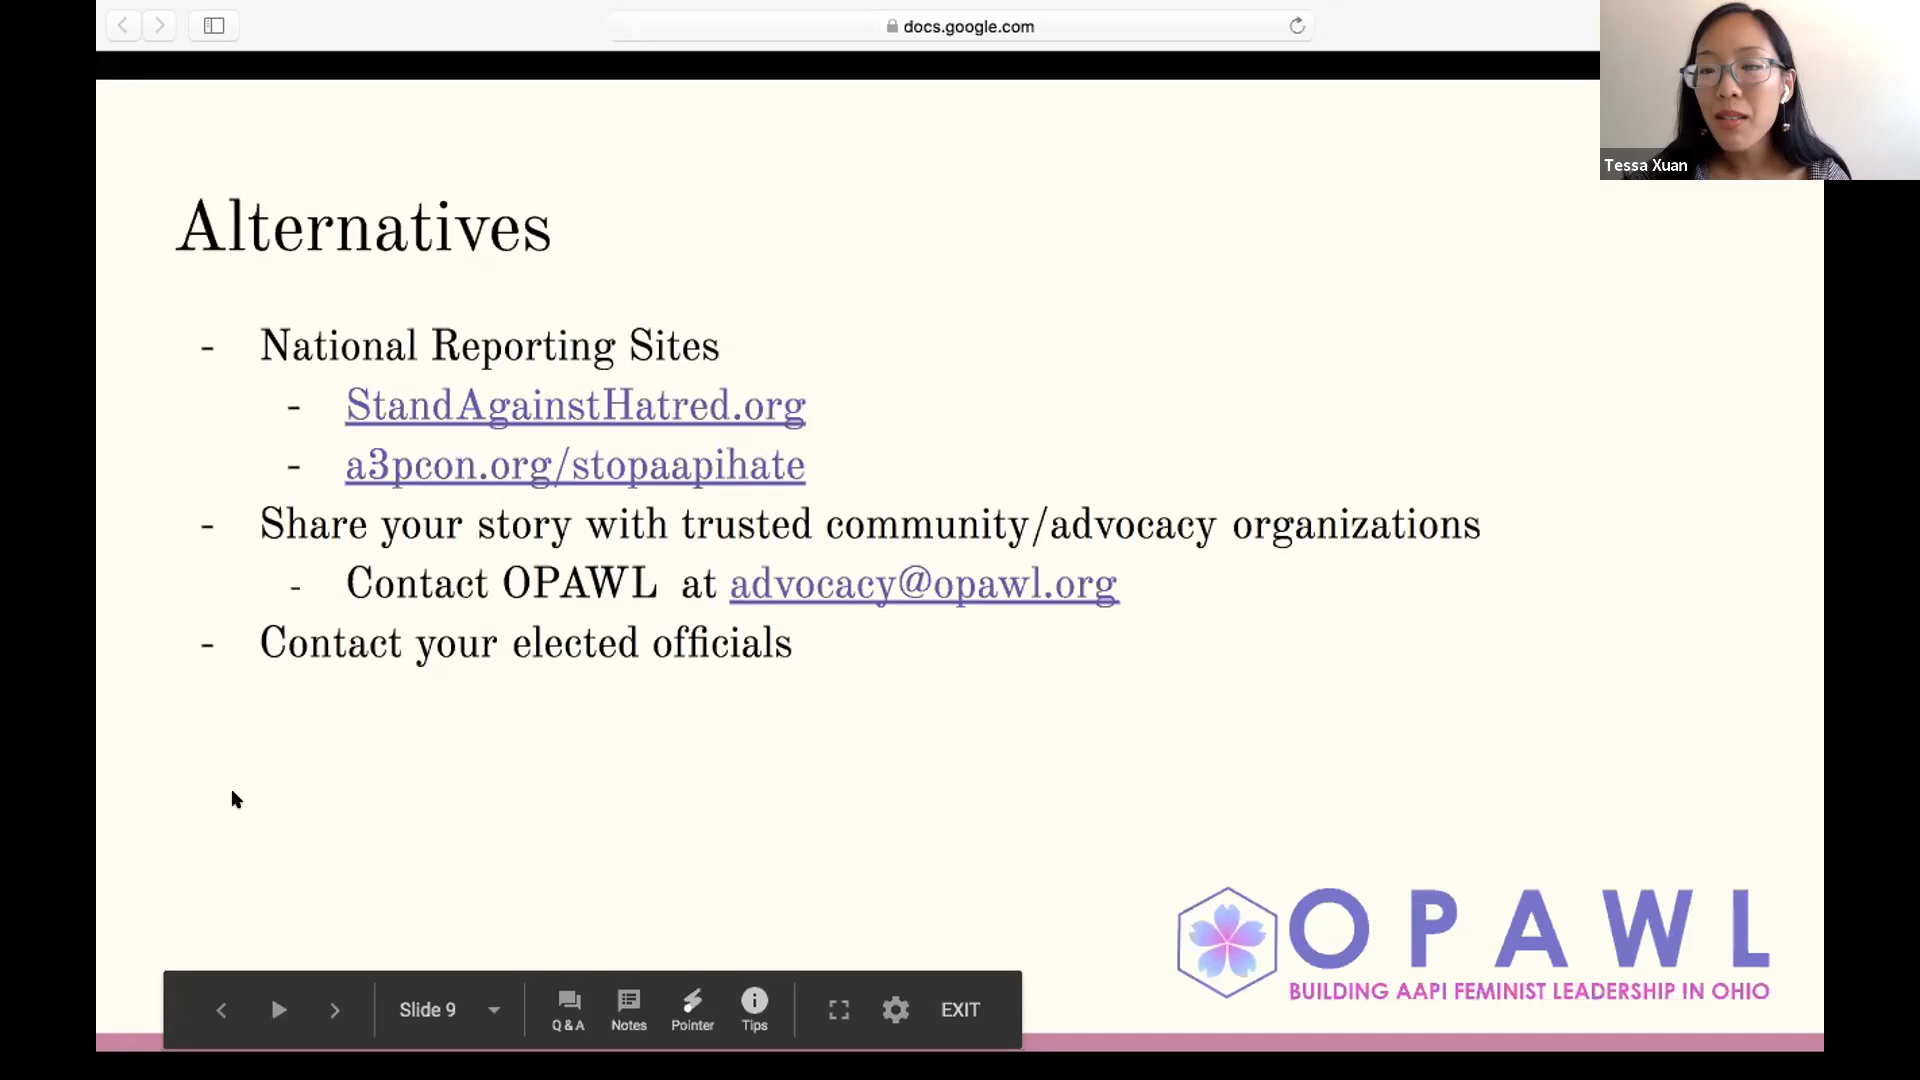 docs.google.com
Tessa Xuan
Alternatives
- National Reporting Sites
- StandAgainstHatred.org
- a3pcon.org/stopaapihate
- Share your story with trusted community/advocacy organizations
- Contact OPAWL at advocacy@opawl.org
- Contact your elected officials
OPAWL
BUILDING AAPI FEMINIST LEADERSHIP IN OHIO
Slide 9
Q & A
Notes
Pointer
Tips
EXIT